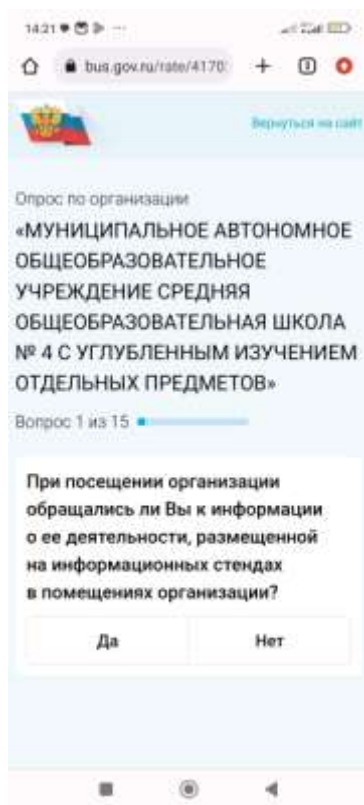 14:21
bus.gov.ru/rate/4170
3
Вернуться на сайт
Опрос по организации
«МУНИЦИПАЛЬНОЕ АВТОНОМНОЕ
ОБЩЕОБРАЗОВАТЕЛЬНОЕ
УЧРЕЖДЕНИЕ СРЕДНЯЯ
ОБЩЕОБРАЗОВАТЕЛЬНАЯ ШКОЛА
№ 4 С УГЛУБЛЕННЫМ ИЗУЧЕНИЕМ
ОТДЕЛЬНЫХ ПРЕДМЕТОВ»
Вопрос 1 из 15
При посещении организации
обращались ли Вы к информации
о ее деятельности, размещенной
на информационных стендах
в помещениях организации?
Да
Нет